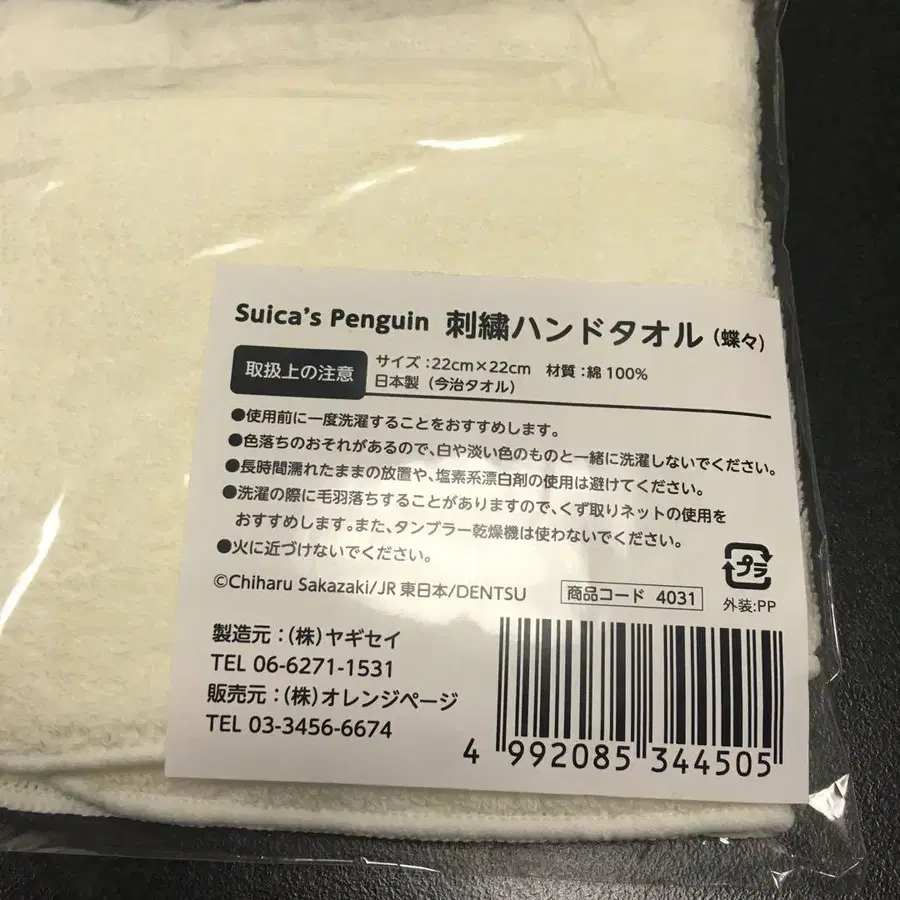 Suica's Penguin 刺繍ハンドタオル(蝶々)
取扱上の注意
サイズ:22cm×22cm 材質:綿100%
日本製(今治タオル)
●使用前に一度洗濯することをおすすめします。
●色落ちのおそれがあるので、白や淡い色のものと一緒に洗濯しないでください。
●長時間濡れたままの放置や、塩素系漂白剤の使用は避けてください。
●洗濯の際に毛羽落ちすることがありますので、くず取りネットの使用を
おすすめします。また、タンブラー乾燥機は使わないでください。
●火に近づけないでください。
©Chiharu Sakazaki/JR東日本/DENTSU
商品コード 4031
プラ
外装:PP
製造元:(株)ヤギセイ
TEL 06-6271-1531
販売元:(株)オレンジページ
TEL 03-3456-6674
4 992085 344505